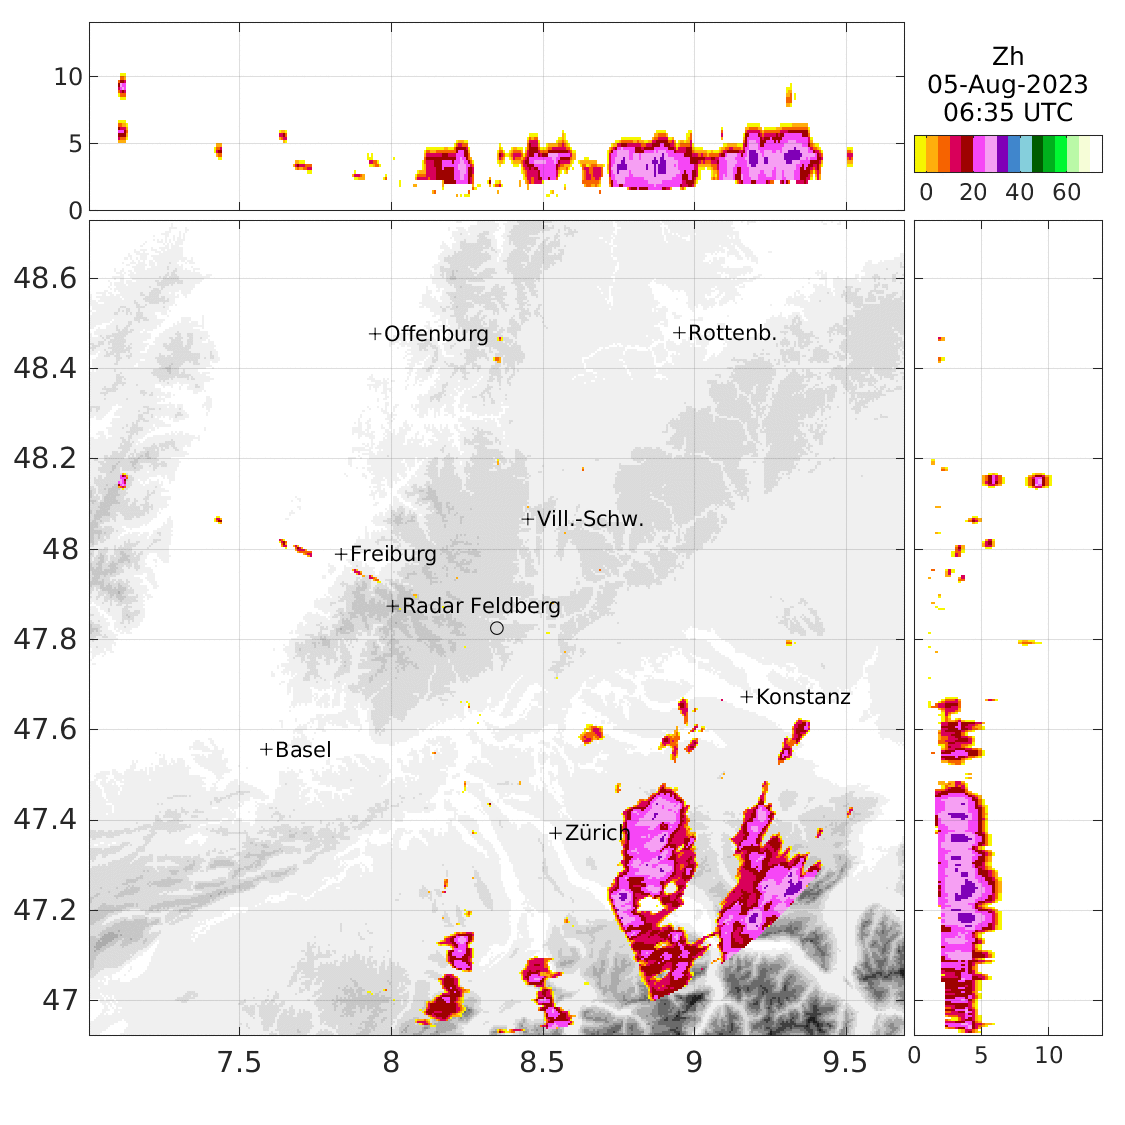 10
5
0
Zh
05-Aug-2023
06:35 UTC
0 20 40 60
48.6
48.4
48.2
48
47.8
47.6
47.4
47.2
47
Offenburg
Rottenb.
Vill.-Schw.
Freiburg
Radar Feldberg
Konstanz
Basel
Zürich
7.5 8 8.5 9 9.5
0 5 10